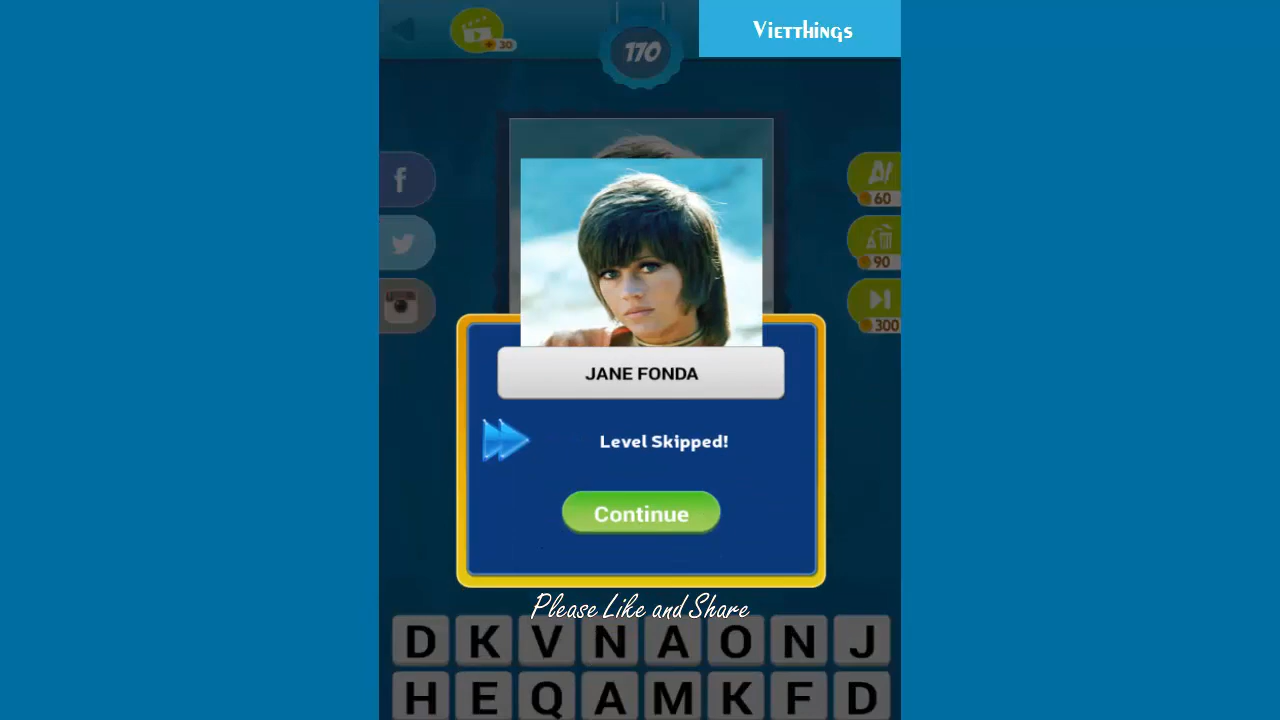 30
170
Vietthings
f
60
90
300
JANE FONDA
Level Skipped!
Continue
Please Like and Share
D K V N A O N J
H E Q A M K F D